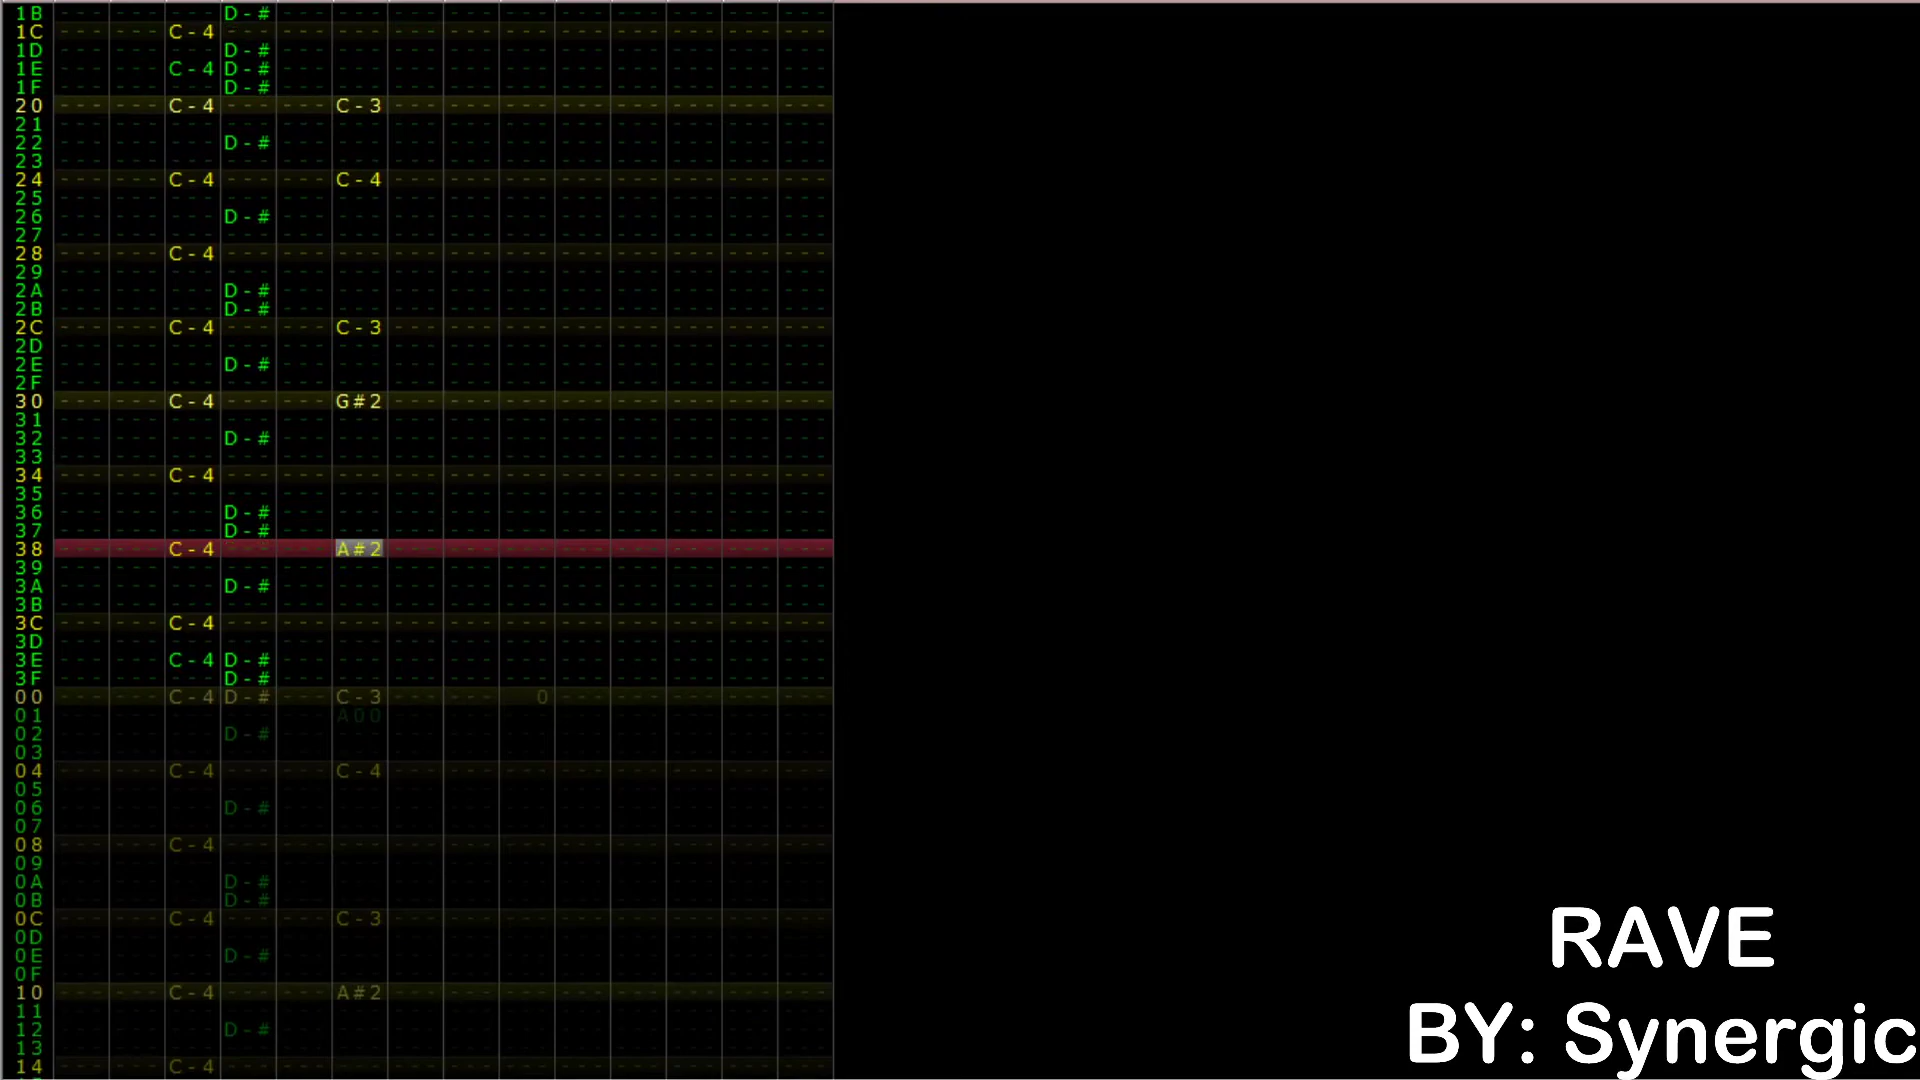 1B D-#
1C C-4
1D D-#
1E C-4 D-#
1F D-#
20 C-4 C-3
21
22 D-#
23
24 C-4 C-4
25
26 D-#
27
28 C-4
29
2A D-#
2B D-#
2C C-4 C-3
2D
2E D-#
2F
30 C-4 G#2
31
32 D-#
33
34 C-4
35
36 D-#
37 D-#
38 C-4 A#2
39
3A D-#
3B
3C C-4
3D
3E C-4 D-#
3F D-#
00 C-4 D-# C-3 0
01 A00
02 D-#
03
04 C-4 C-4
05
06 D-#
07
08 C-4
09
0A D-#
0B D-#
0C C-4 C-3
0D
0E D-#
0F
10 C-4 A#2
11
12 D-#
13
14 C-4
RAVE
BY: Synergic